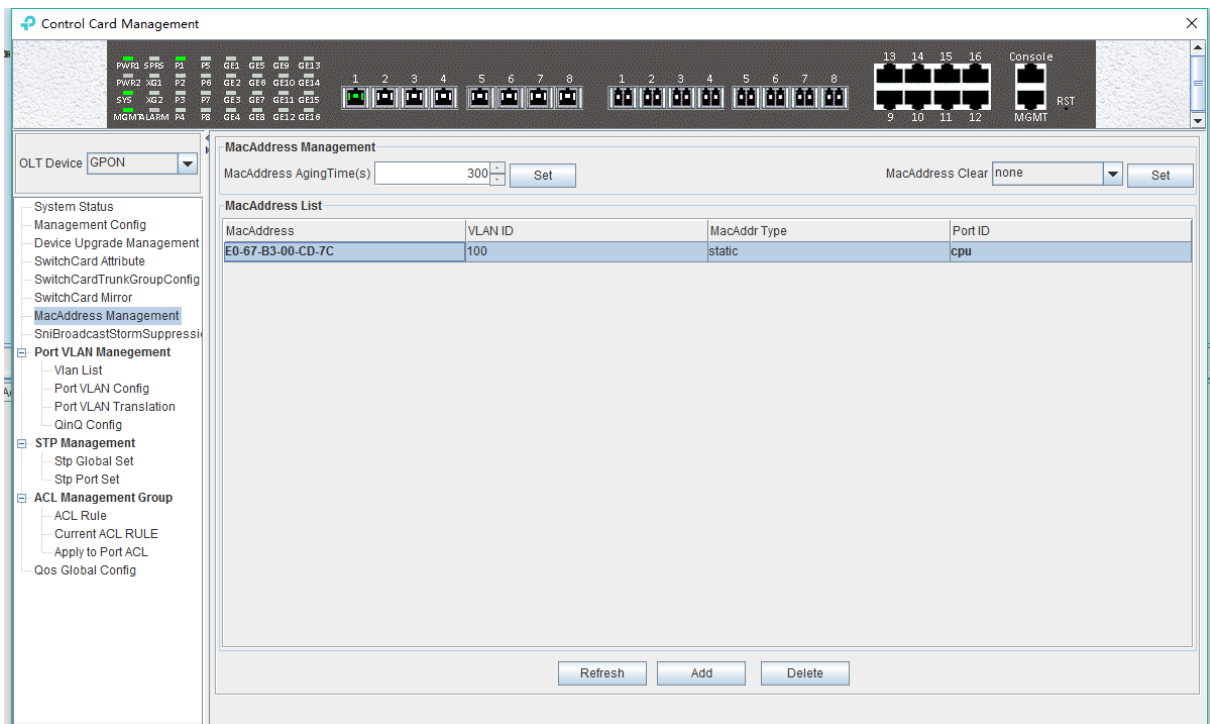 Control Card Management
PWR1 SPRS P1 P5 GE1 GE5 GE9 GE13
PWR2 XG1 P2 P6 GE2 GE6 GE10 GE14
SYS XG2 P3 P7 GE3 GE7 GE11 GE15
MGMT ALARM P4 P8 GE4 GE8 GE12 GE16
1 2 3 4 5 6 7 8 1 2 3 4 5 6 7 8
13 14 15 16 Console
9 10 11 12 MGMT RST
OLT Device GPON
System Status
Management Config
Device Upgrade Management
SwitchCard Attribute
SwitchCardTrunkGroupConfig
SwitchCard Mirror
MacAddress Management
SniBroadcastStormSuppressi
Port VLAN Management
Vlan List
Port VLAN Config
Port VLAN Translation
QinQ Config
STP Management
Stp Global Set
Stp Port Set
ACL Management Group
ACL Rule
Current ACL RULE
Apply to Port ACL
Qos Global Config
MacAddress Management
MacAddress AgingTime(s) 300 Set MacAddress Clear none Set
MacAddress List
MacAddress VLAN ID MacAddr Type Port ID
E0-67-B3-00-CD-7C 100 static cpu
Refresh Add Delete